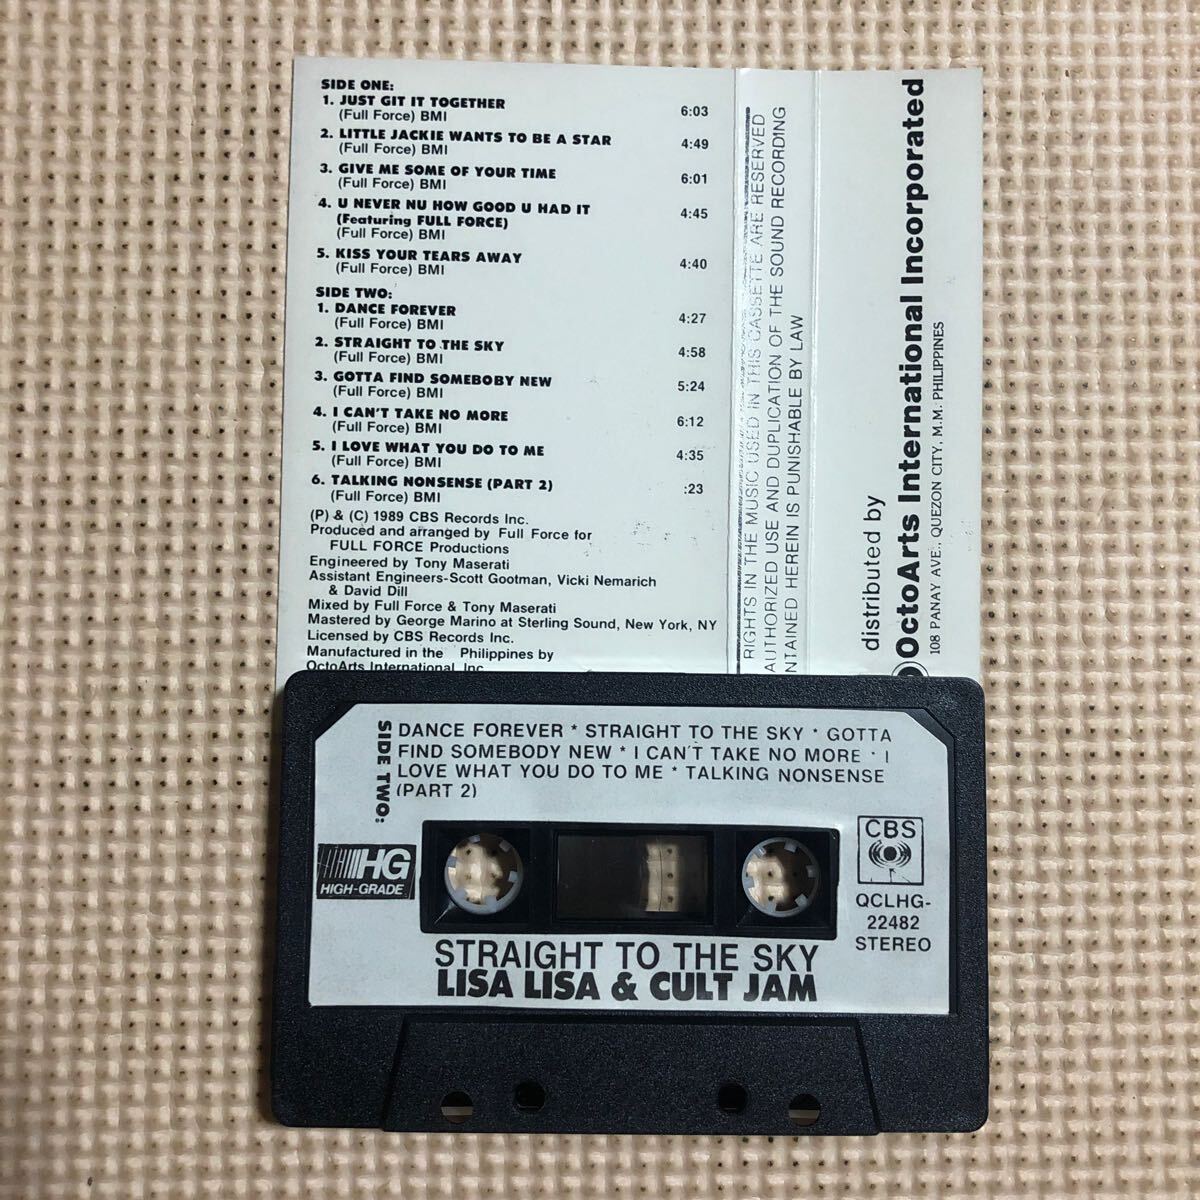 SIDE ONE:
1. JUST GIT IT TOGETHER 6:03
(Full Force) BMI
2. LITTLE JACKIE WANTS TO BE A STAR 4:49
(Full Force) BMI
3. GIVE ME SOME OF YOUR TIME 6:01
(Full Force) BMI
4. U NEVER NU HOW GOOD U HAD IT 4:45
(Featuring FULL FORCE)
(Full Force) BMI
5. KISS YOUR TEARS AWAY 4:40
(Full Force) BMI
SIDE TWO:
1. DANCE FOREVER 4:27
(Full Force) BMI
2. STRAIGHT TO THE SKY 4:58
(Full Force) BMI
3. GOTTA FIND SOMEBOBY NEW 5:24
(Full Force) BMI
4. I CAN'T TAKE NO MORE 6:12
(Full Force) BMI
5. I LOVE WHAT YOU DO TO ME 4:35
(Full Force) BMI
6. TALKING NONSENSE (PART 2) :23
(Full Force) BMI
(P) & (C) 1989 CBS Records Inc.
Produced and arranged by Full Force for
FULL FORCE Productions
Engineered by Tony Maserati
Assistant Engineers-Scott Gootman, Vicki Nemarich
& David Dill
Mixed by Full Force & Tony Maserati
Mastered by George Marino at Sterling Sound, New York, NY
Licensed by CBS Records Inc.
Manufactured in the Philippines by
OctoArts International, Inc.
RIGHTS IN THE MUSIC USED IN THIS CASSETTE ARE RESERVED
AUTHORIZED USE AND DUPLICATION OF THE SOUND RECORDING
NTAINED HEREIN IS PUNISHABLE BY LAW
distributed by
OctoArts International Incorporated
108 PANAY AVE., QUEZON CITY, M.M. PHILIPPINES
SIDE TWO:
DANCE FOREVER * STRAIGHT TO THE SKY * GOTTA
FIND SOMEBODY NEW * I CAN'T TAKE NO MORE * I
LOVE WHAT YOU DO TO ME * TALKING NONSENSE
(PART 2)
HG
HIGH-GRADE
CBS
QCLHG-
22482
STEREO
STRAIGHT TO THE SKY
LISA LISA & CULT JAM